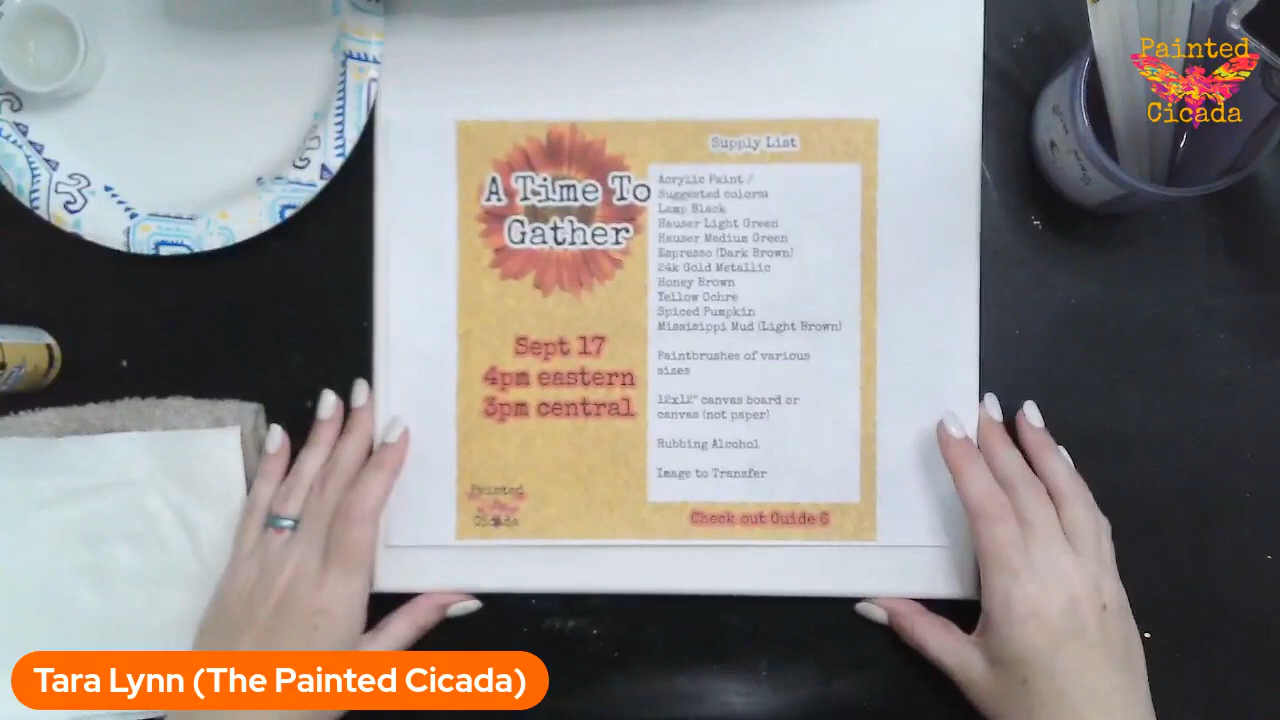 Painted
Cicada
Supply List
A Time To
Gather
Acrylic Paint /
Suggested colors:
Lamp Black
Hauser Light Green
Hauser Medium Green
Espresso (Dark Brown)
24k Gold Metallic
Honey Brown
Yellow Ochre
Spiced Pumpkin
Missisippi Mud (Light Brown)
Paintbrushes of various
sizes
12x12" canvas board or
canvas (not paper)
Rubbing Alcohol
Image to Transfer
Sept 17
4pm eastern
3pm central
Painted
Cicada
Check out Guide 6
Tara Lynn (The Painted Cicada)